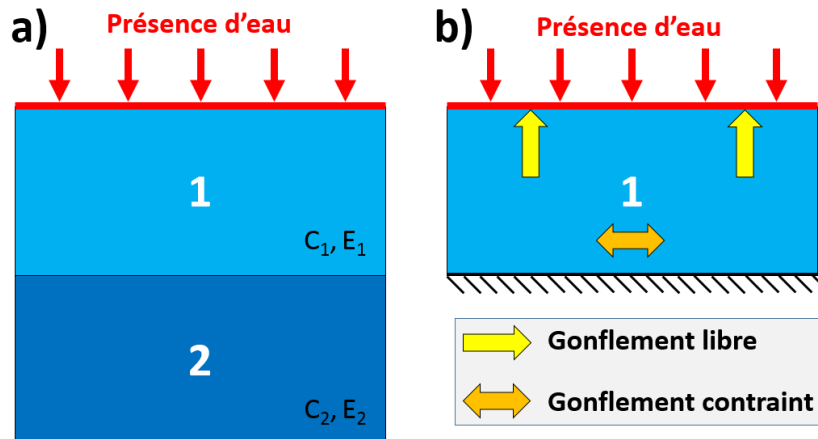 a)
Présence d'eau
1
C₁, E₁
2
C₂, E₂
b)
Présence d'eau
1
Gonflement libre
Gonflement contraint